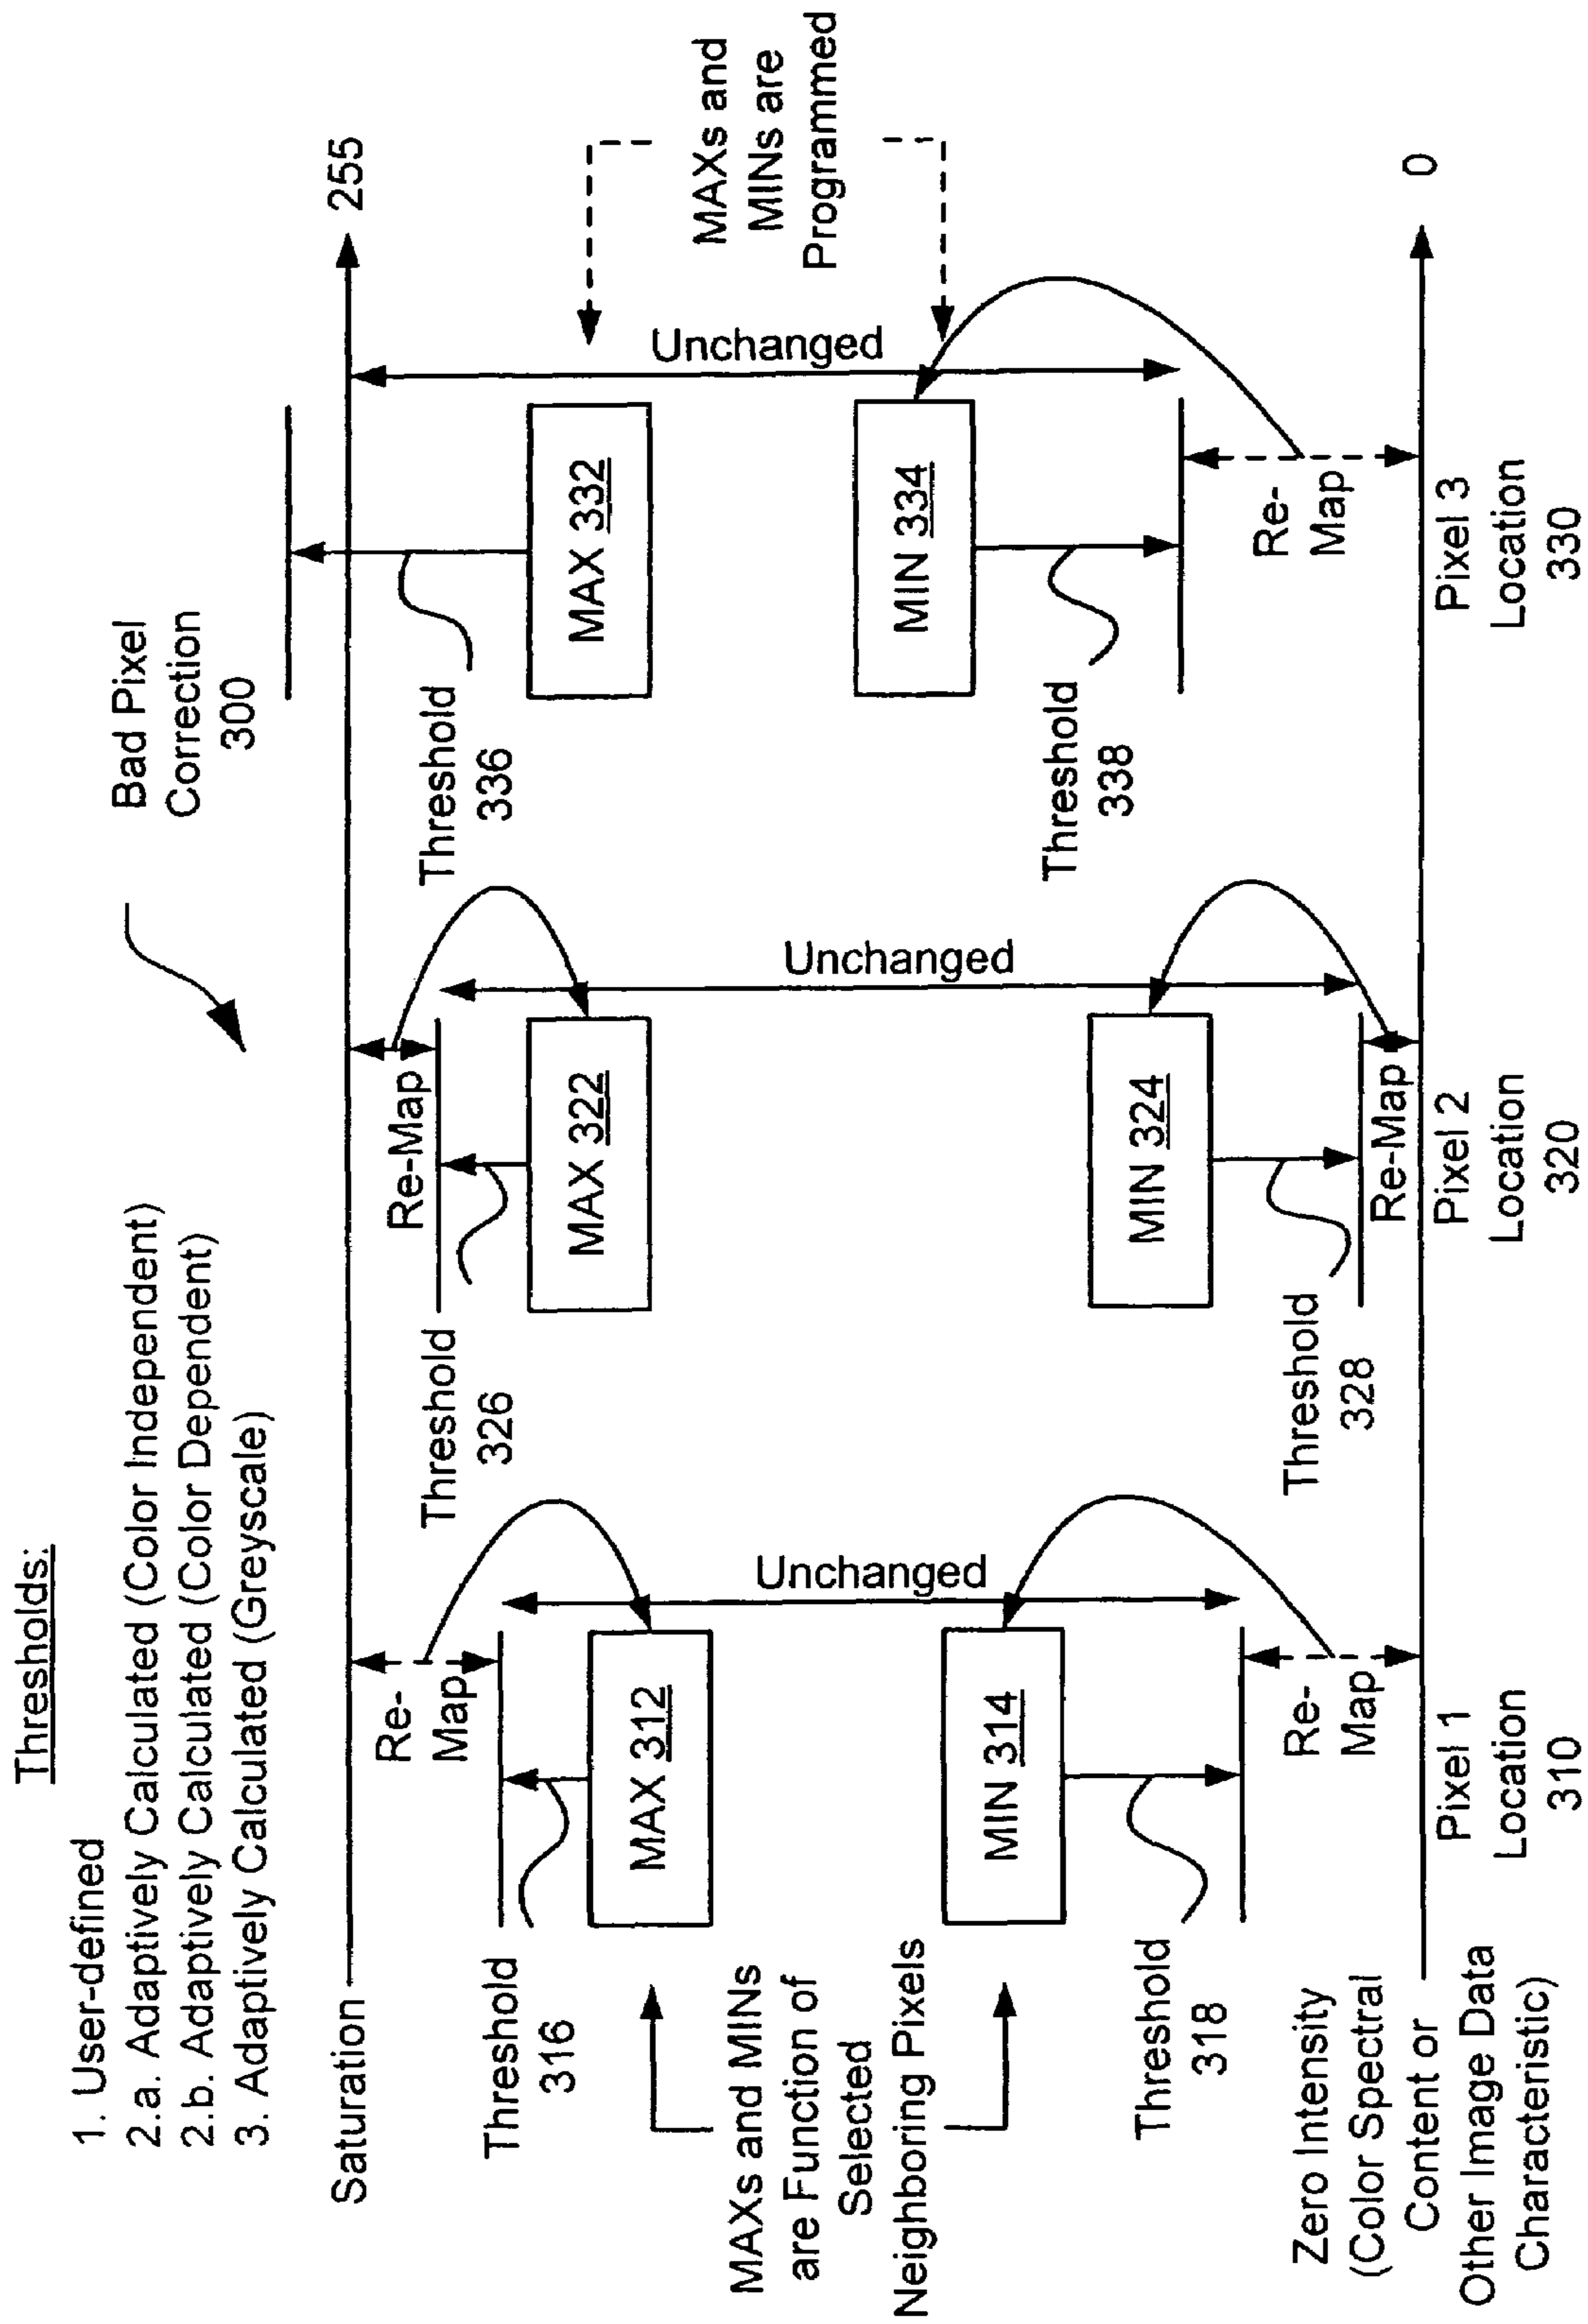 Thresholds:
1. User-defined
2.a. Adaptively Calculated (Color Independent)
2.b. Adaptively Calculated (Color Dependent)
3. Adaptively Calculated (Greyscale)
Bad Pixel
Correction
300
Saturation
255
Threshold
316
Re-
Map
MAX 312
Unchanged
MIN 314
Threshold
318
Re-
Map
Pixel 1
Location
310
MAXs and MINs
are Function of
Selected
Neighboring Pixels
Threshold
326
Re-Map
MAX 322
Unchanged
MIN 324
Threshold
328
Re-Map
Pixel 2
Location
320
Threshold
336
MAX 332
Unchanged
MIN 334
Threshold
338
Re-
Map
Pixel 3
Location
330
MAXs and
MINs are
Programmed
Zero Intensity
(Color Spectral
Content or
Other Image Data
Characteristic)
0